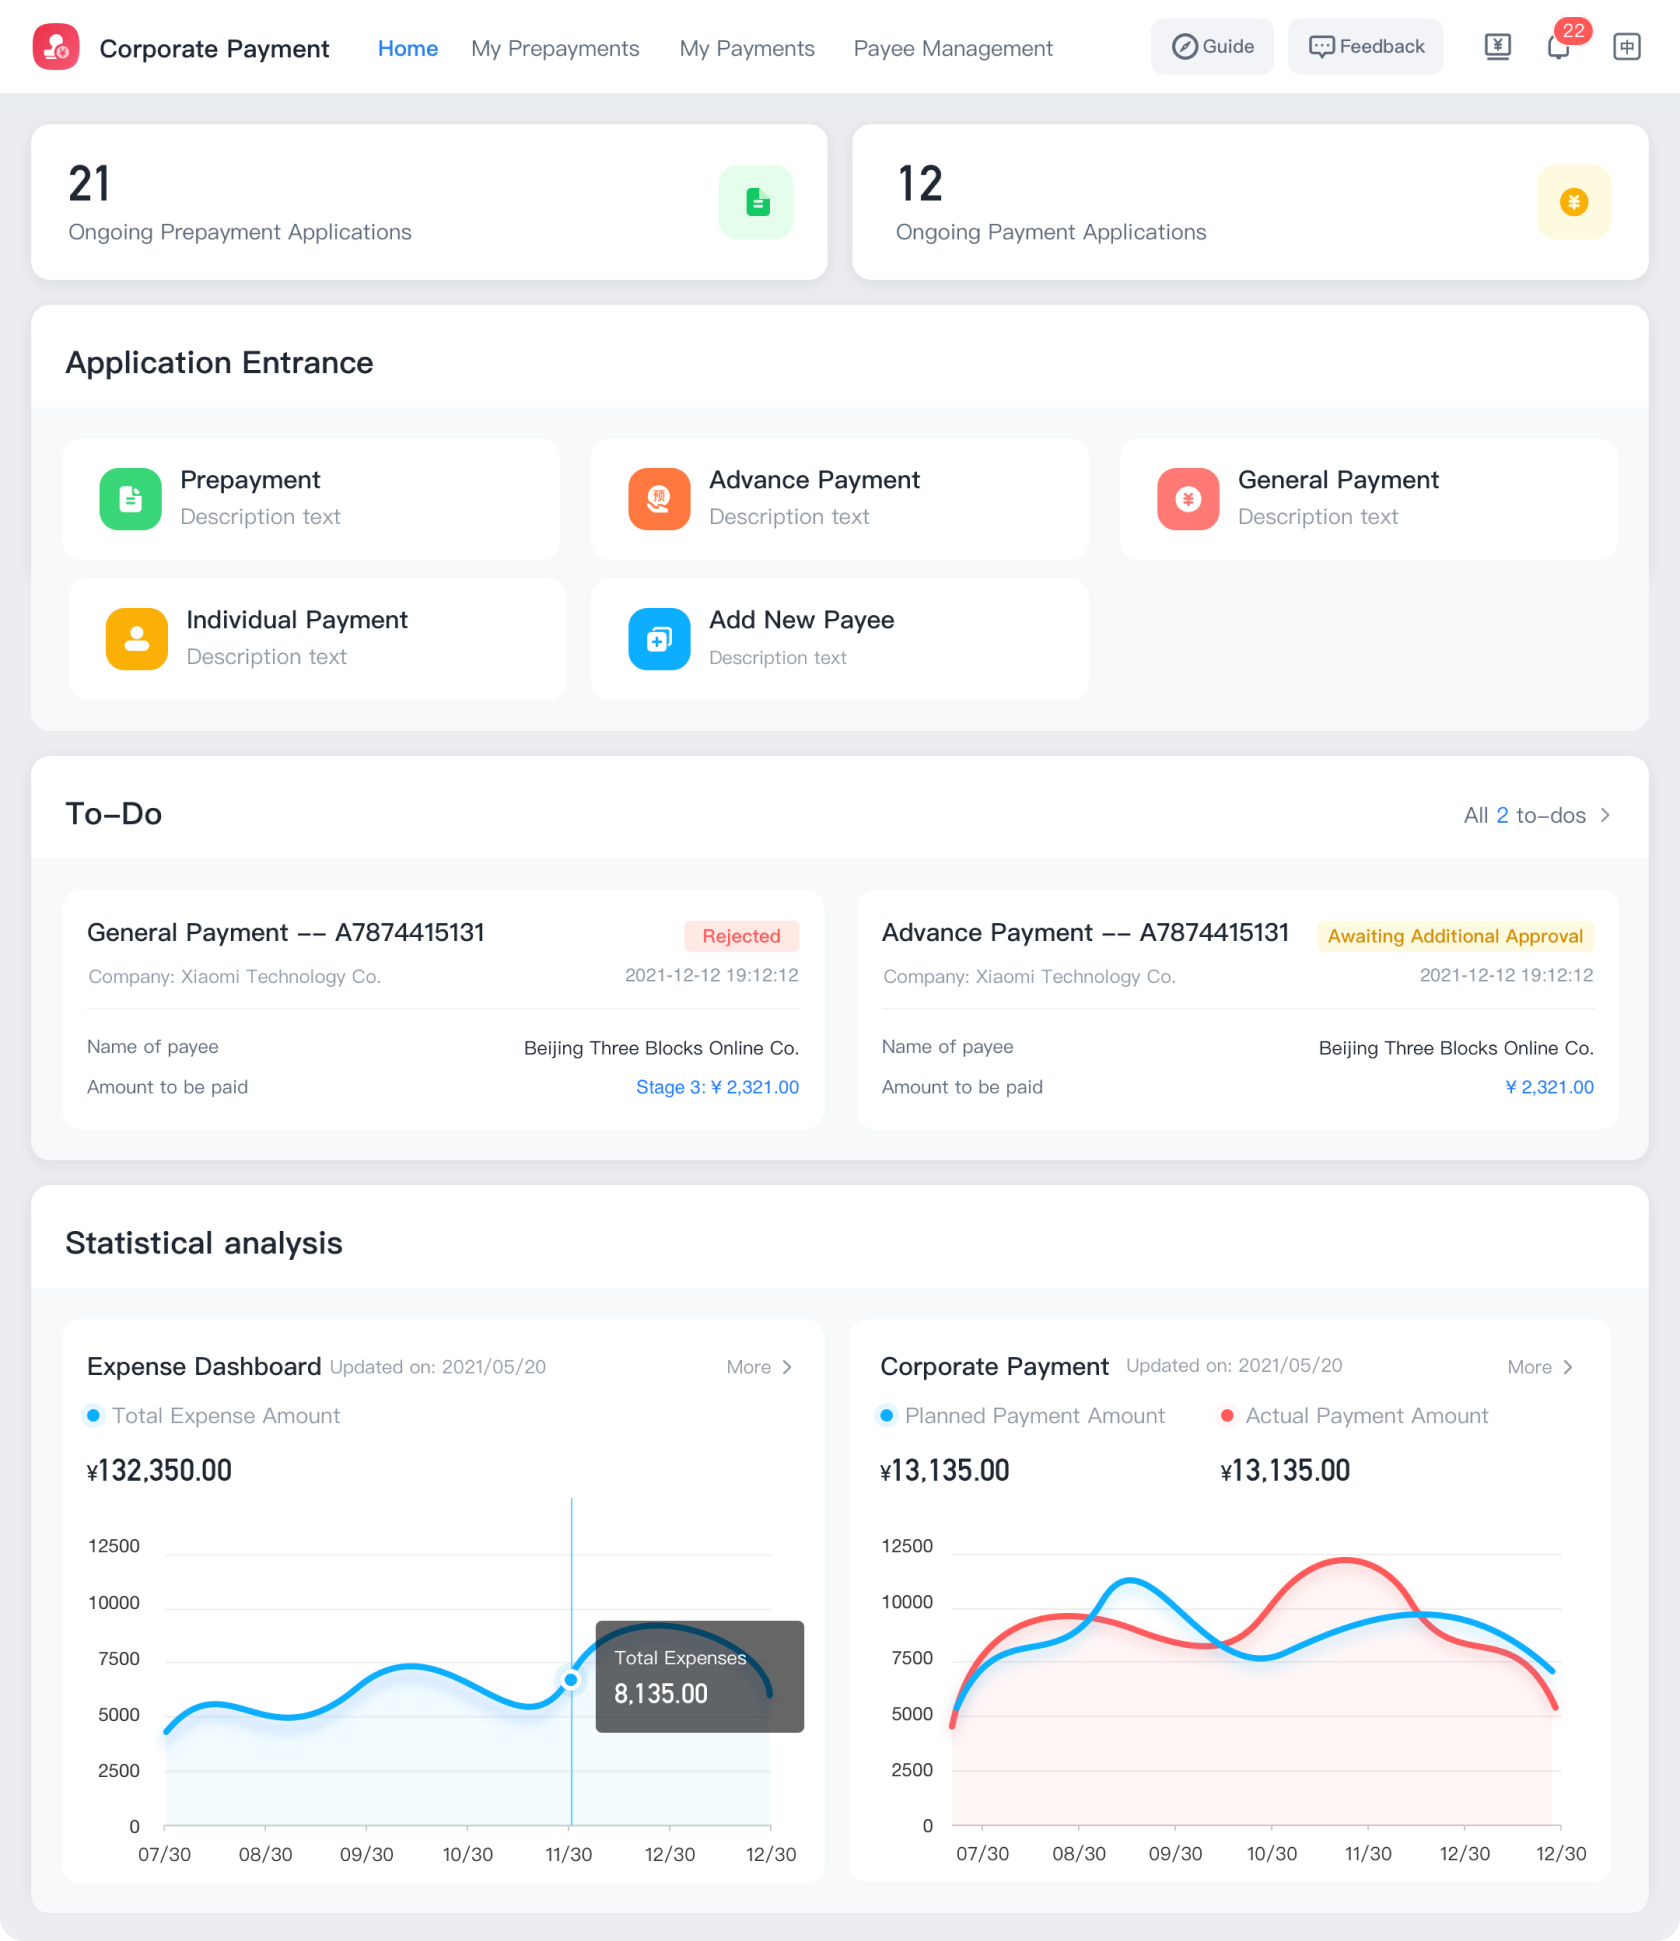 Corporate Payment
Home
My Prepayments
My Payments
Payee Management
Guide
Feedback
¥
22
中
21
Ongoing Prepayment Applications
12
Ongoing Payment Applications
¥
Application Entrance
Prepayment
Description text
预
Advance Payment
Description text
¥
General Payment
Description text
Individual Payment
Description text
Add New Payee
Description text
To-Do
All 2 to-dos
General Payment -- A7874415131
Rejected
Company: Xiaomi Technology Co.
2021-12-12 19:12:12
Name of payee
Beijing Three Blocks Online Co.
Amount to be paid
Stage 3: ¥ 2,321.00
Advance Payment -- A7874415131
Awaiting Additional Approval
Company: Xiaomi Technology Co.
2021-12-12 19:12:12
Name of payee
Beijing Three Blocks Online Co.
Amount to be paid
¥ 2,321.00
Statistical analysis
Expense Dashboard
Updated on: 2021/05/20
More
Total Expense Amount
¥132,350.00
12500
10000
7500
5000
2500
0
Total Expenses
8,135.00
07/30
08/30
09/30
10/30
11/30
12/30
12/30
Corporate Payment
Updated on: 2021/05/20
More
Planned Payment Amount
Actual Payment Amount
¥13,135.00
¥13,135.00
12500
10000
7500
5000
2500
0
07/30
08/30
09/30
10/30
11/30
12/30
12/30